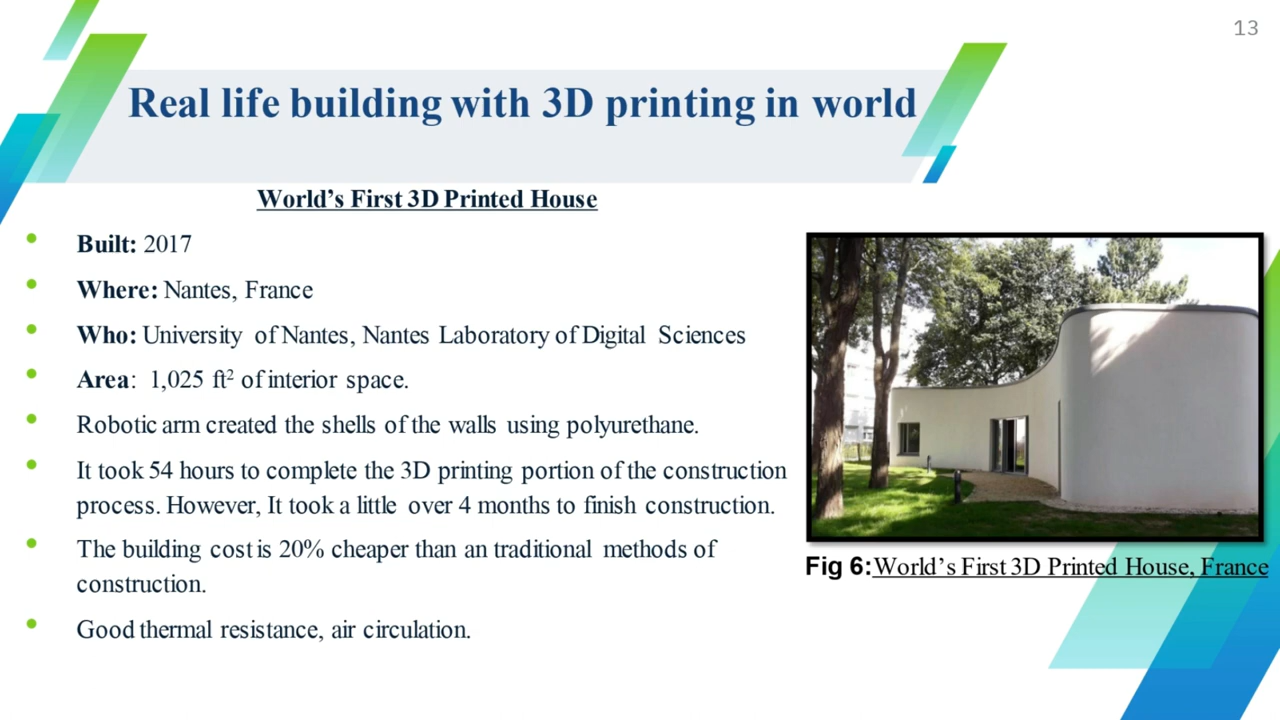 13
Real life building with 3D printing in world
World’s First 3D Printed House
• Built: 2017
• Where: Nantes, France
• Who: University of Nantes, Nantes Laboratory of Digital Sciences
• Area: 1,025 ft² of interior space.
• Robotic arm created the shells of the walls using polyurethane.
• It took 54 hours to complete the 3D printing portion of the construction
process. However, It took a little over 4 months to finish construction.
• The building cost is 20% cheaper than an traditional methods of
construction.
• Good thermal resistance, air circulation.
Fig 6:World’s First 3D Printed House, France